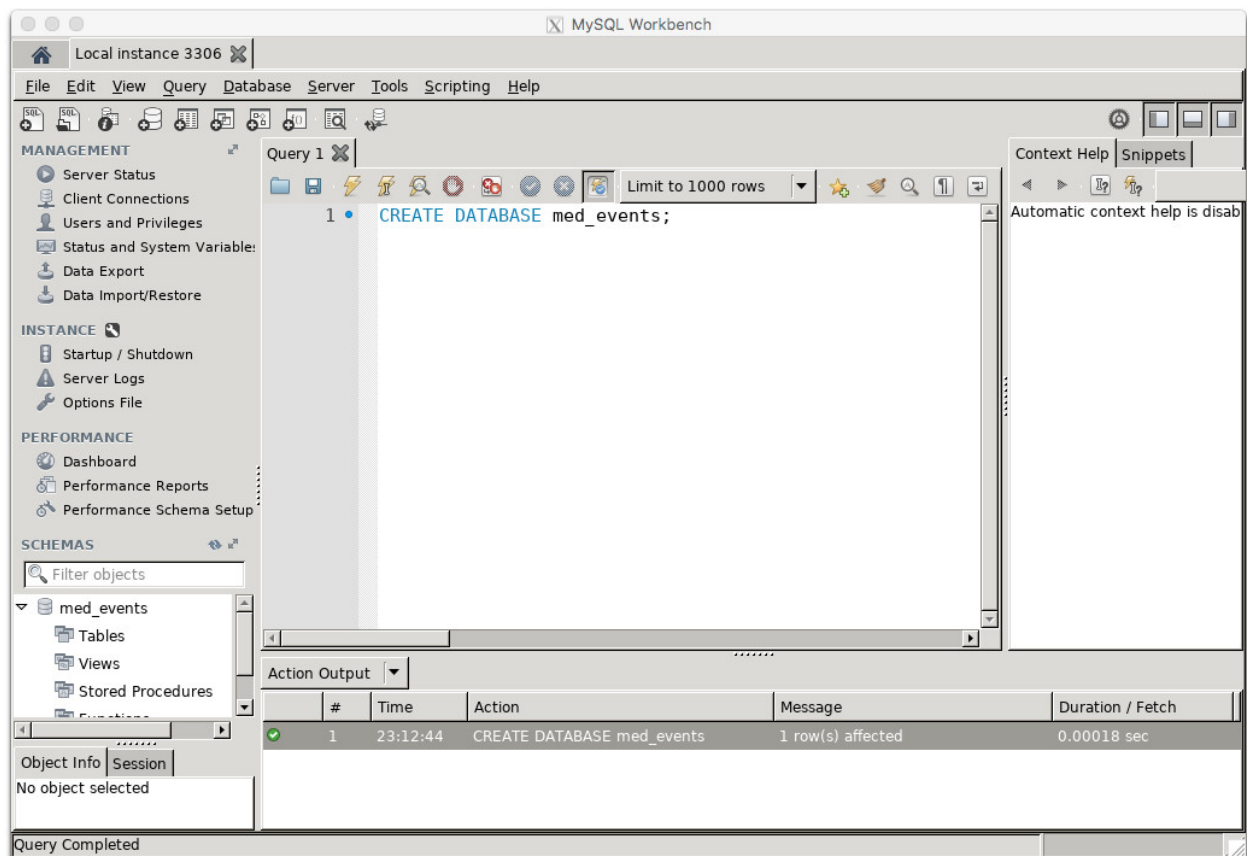 MySQL Workbench
Local instance 3306
File Edit View Query Database Server Tools Scripting Help
MANAGEMENT
Server Status
Client Connections
Users and Privileges
Status and System Variable
Data Export
Data Import/Restore
INSTANCE
Startup / Shutdown
Server Logs
Options File
PERFORMANCE
Dashboard
Performance Reports
Performance Schema Setup
SCHEMAS
Filter objects
med_events
Tables
Views
Stored Procedures
Functions
Object Info Session
No object selected
Query 1
Limit to 1000 rows
1 CREATE DATABASE med_events;
Context Help Snippets
Automatic context help is disab
Action Output
# Time Action Message Duration / Fetch
1 23:12:44 CREATE DATABASE med_events 1 row(s) affected 0.00018 sec
Query Completed